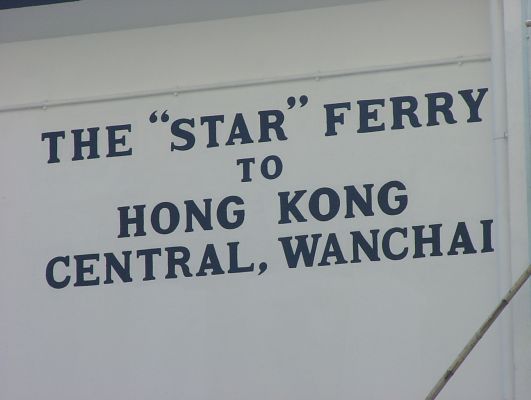 THE “STAR” FERRY
TO
HONG KONG
CENTRAL, WANCHAI